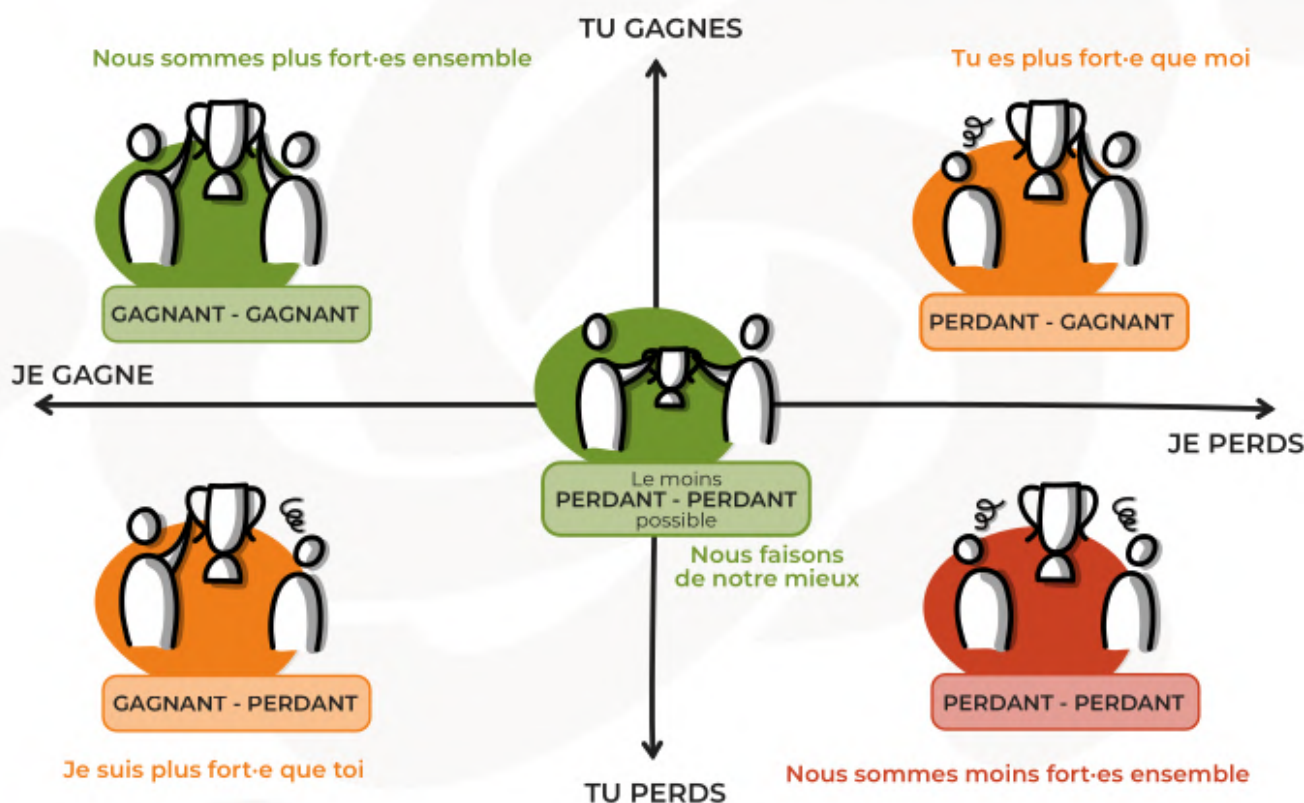 TU GAGNES
Nous sommes plus fort·es ensemble
Tu es plus fort·e que moi
GAGNANT - GAGNANT
PERDANT - GAGNANT
JE GAGNE
JE PERDS
Le moins
PERDANT - PERDANT
possible
Nous faisons
de notre mieux
GAGNANT - PERDANT
PERDANT - PERDANT
Je suis plus fort·e que toi
Nous sommes moins fort·es ensemble
TU PERDS